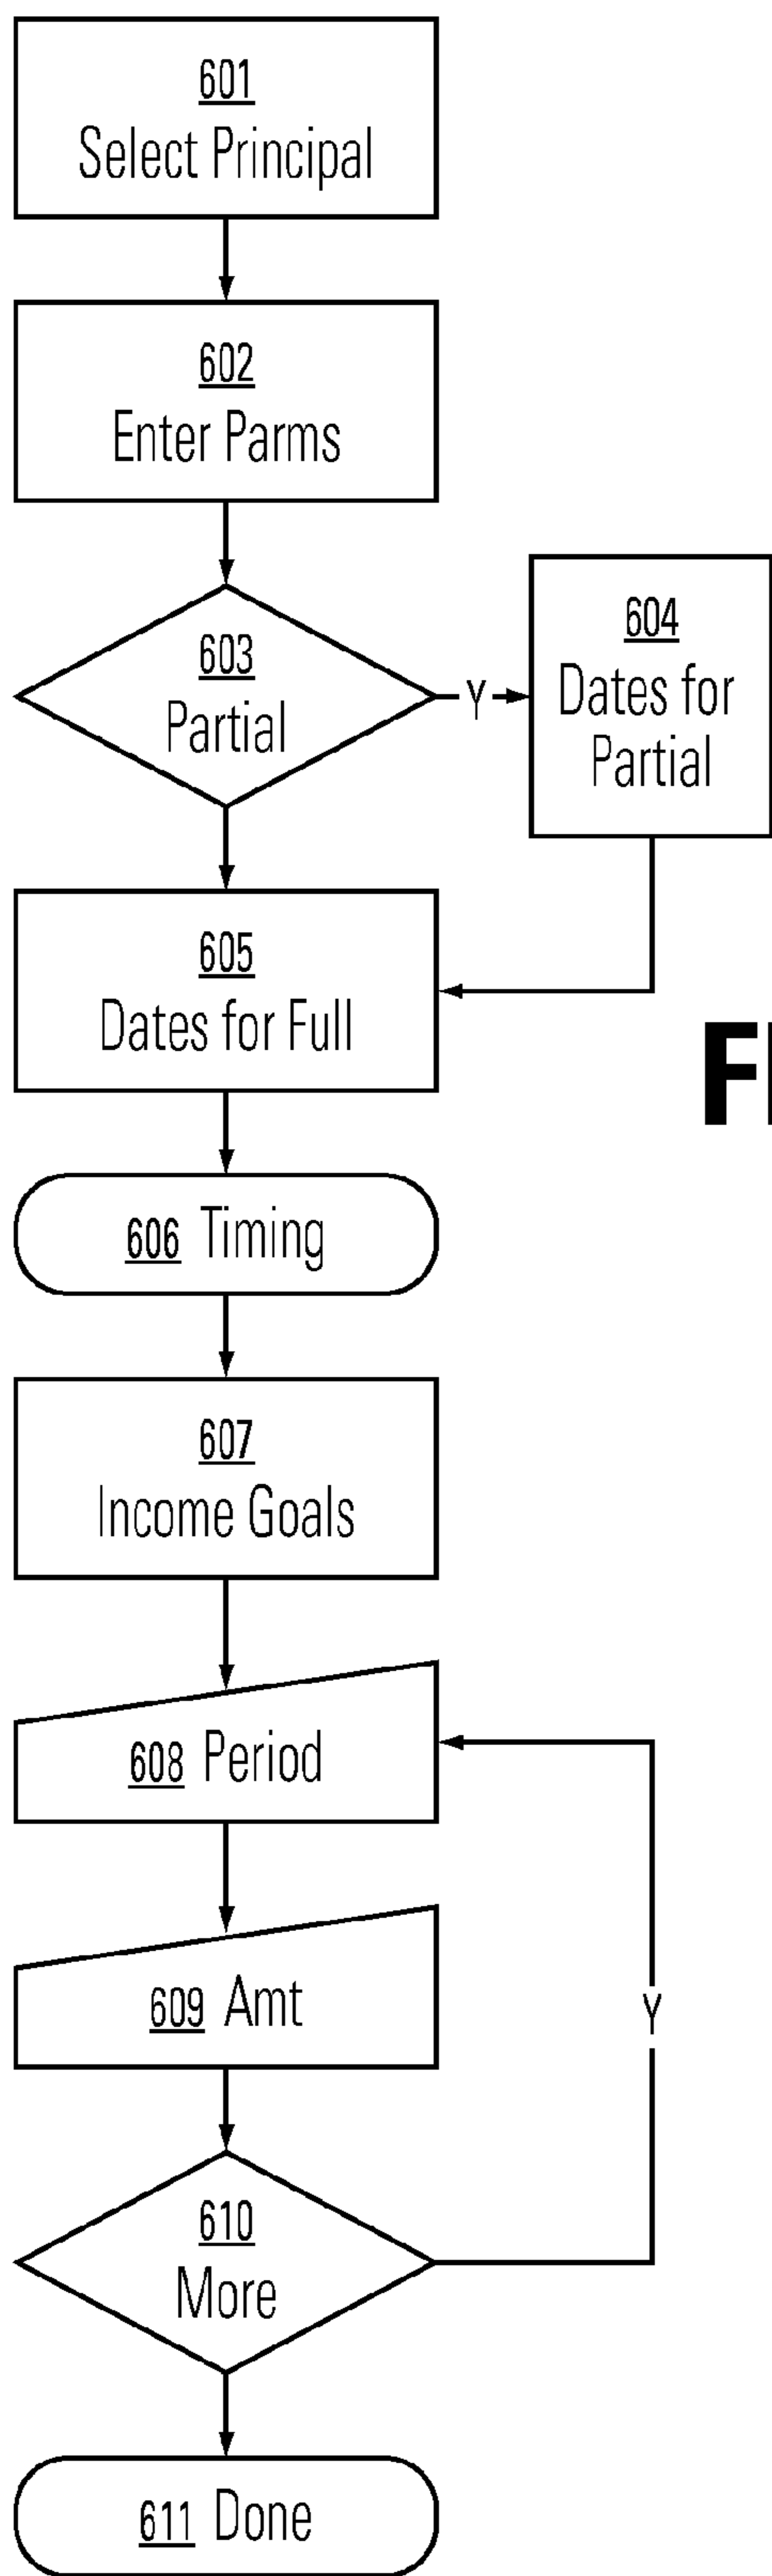 601
Select Principal
602
Enter Parms
603
Partial
Y
604
Dates for
Partial
605
Dates for Full
606 Timing
607
Income Goals
608 Period
609 Amt
Y
610
More
611 Done